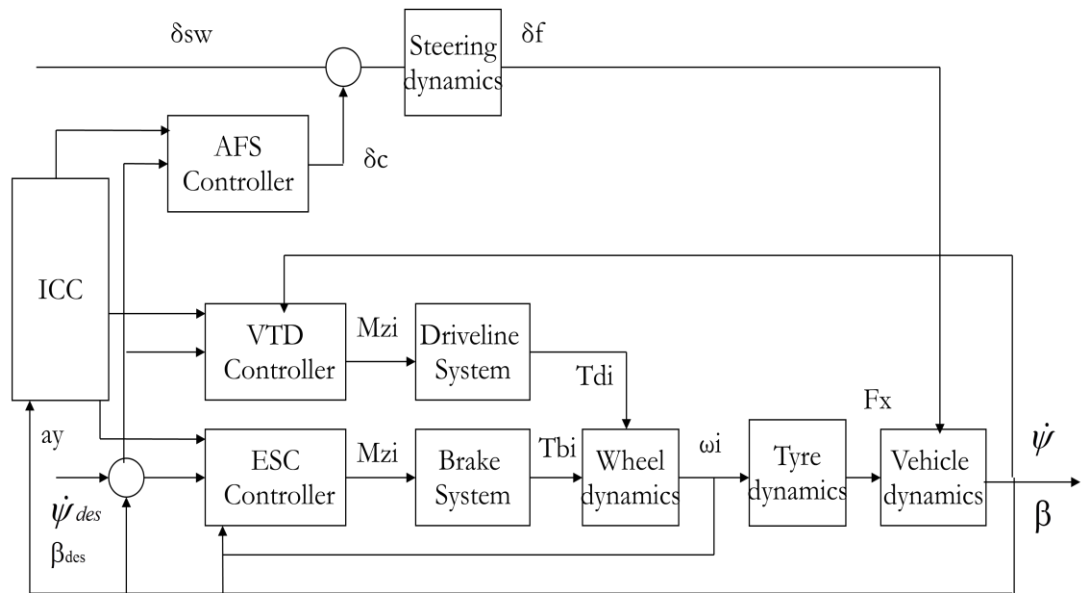 δsw
Steering
dynamics
δf
AFS
Controller
δc
ICC
VTD
Controller
Mzi
Driveline
System
Tdi
Fx
ay
ESC
Controller
Mzi
Brake
System
Tbi
Wheel
dynamics
ωi
Tyre
dynamics
Vehicle
dynamics
ψ̇
β
ψ̇des
βdes